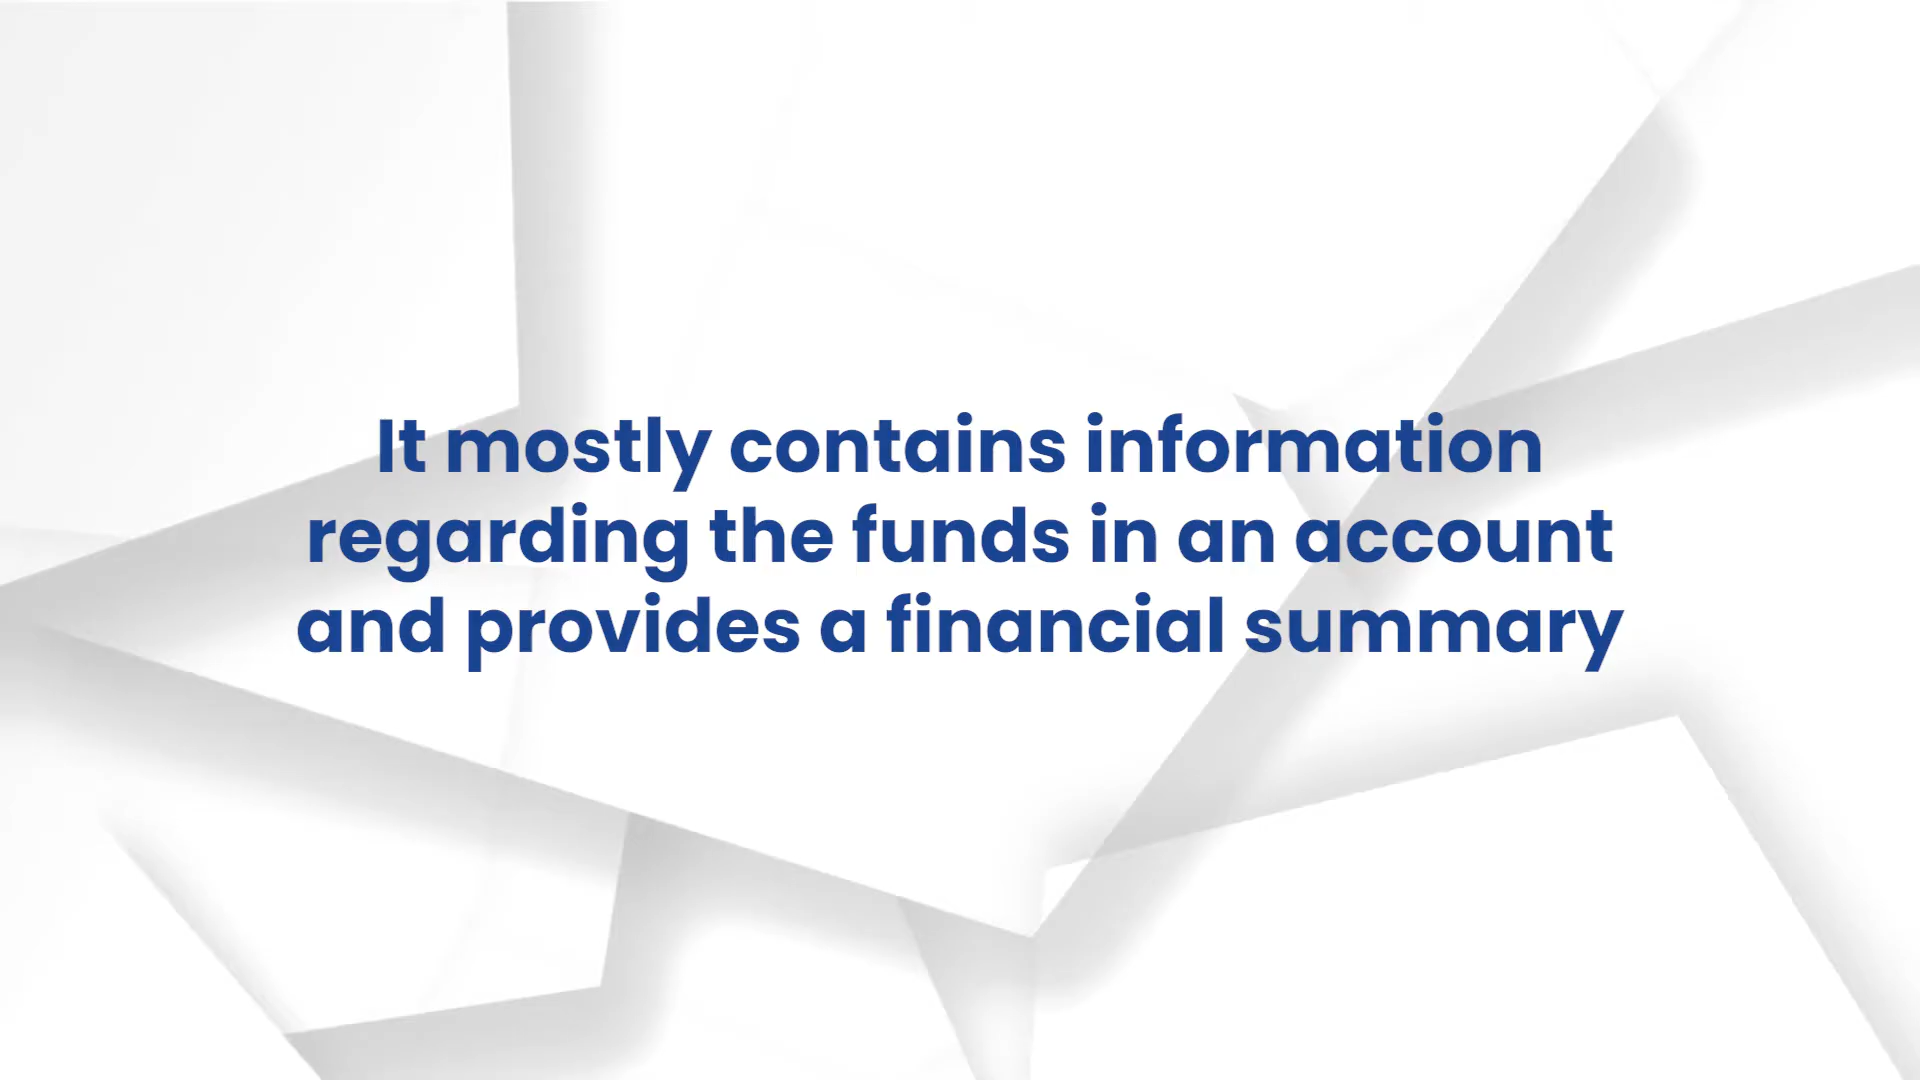 It mostly contains information
regarding the funds in an account
and provides a financial summary